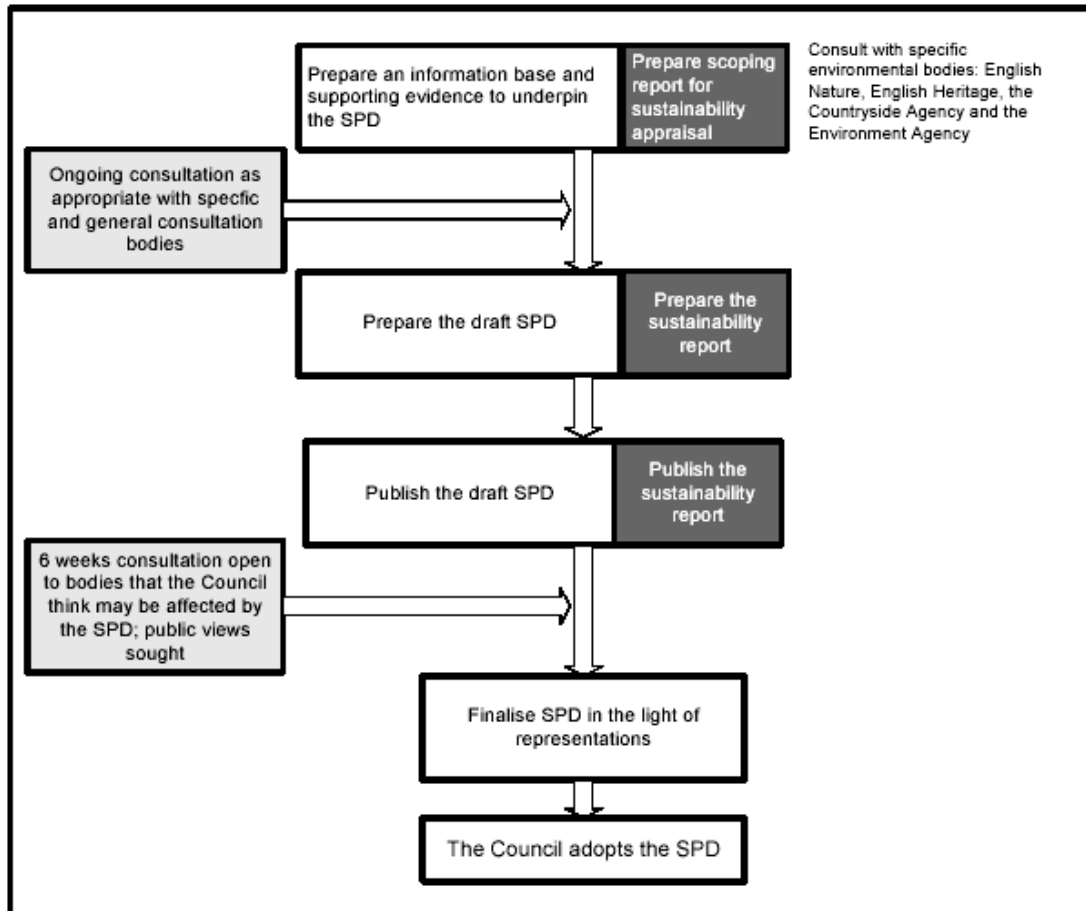 Prepare an information base and
supporting evidence to underpin
the SPD
Prepare scoping
report for
sustainability
appraisal
Consult with specific
environmental bodies: English
Nature, English Heritage, the
Countryside Agency and the
Environment Agency
Ongoing consultation as
appropriate with specfic
and general consultation
bodies
Prepare the draft SPD
Prepare the
sustainability
report
Publish the draft SPD
Publish the
sustainability
report
6 weeks consultation open
to bodies that the Council
think may be affected by
the SPD; public views
sought
Finalise SPD in the light of
representations
The Council adopts the SPD